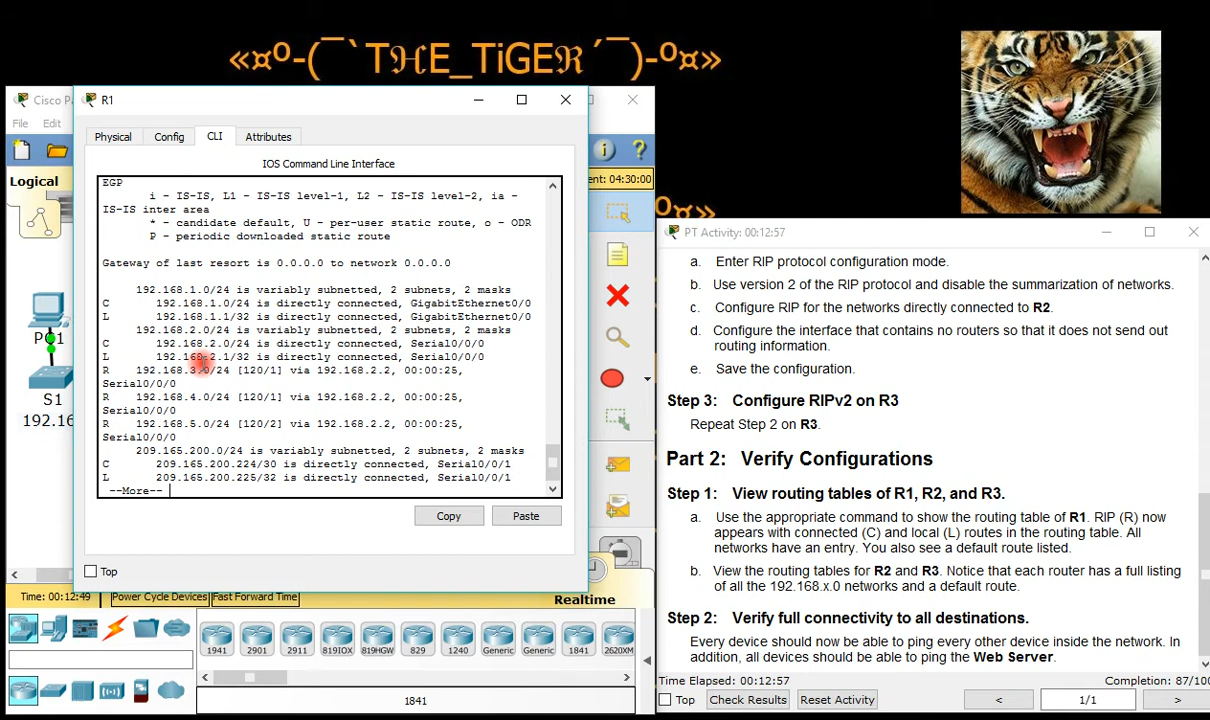 «¤º-(¯`TℋE_TiGEℛ´¯)-º¤»
Cisco Pa
File Edit
Logical
R1
Physical Config CLI Attributes
IOS Command Line Interface
EGP
i - IS-IS, L1 - IS-IS level-1, L2 - IS-IS level-2, ia -
IS-IS inter area
* - candidate default, U - per-user static route, o - ODR
P - periodic downloaded static route
Gateway of last resort is 0.0.0.0 to network 0.0.0.0
192.168.1.0/24 is variably subnetted, 2 subnets, 2 masks
C 192.168.1.0/24 is directly connected, GigabitEthernet0/0
L 192.168.1.1/32 is directly connected, GigabitEthernet0/0
192.168.2.0/24 is variably subnetted, 2 subnets, 2 masks
C 192.168.2.0/24 is directly connected, Serial0/0/0
L 192.168.2.1/32 is directly connected, Serial0/0/0
R 192.168.3.0/24 [120/1] via 192.168.2.2, 00:00:25,
Serial0/0/0
R 192.168.4.0/24 [120/1] via 192.168.2.2, 00:00:25,
Serial0/0/0
R 192.168.5.0/24 [120/2] via 192.168.2.2, 00:00:25,
Serial0/0/0
209.165.200.0/24 is variably subnetted, 2 subnets, 2 masks
C 209.165.200.224/30 is directly connected, Serial0/0/1
L 209.165.200.225/32 is directly connected, Serial0/0/1
--More--
Copy Paste
Top
PC1
S1
192.16
ent: 04:30:00
º¤»
Time: 00:12:49 Power Cycle Devices Fast Forward Time Realtime
1941 2901 2911 819IOX 819HGW 829 1240 Generic Generic 1841 2620XM
1841
PT Activity: 00:12:57
a. Enter RIP protocol configuration mode.
b. Use version 2 of the RIP protocol and disable the summarization of networks.
c. Configure RIP for the networks directly connected to R2.
d. Configure the interface that contains no routers so that it does not send out
routing information.
e. Save the configuration.
Step 3: Configure RIPv2 on R3
Repeat Step 2 on R3.
Part 2: Verify Configurations
Step 1: View routing tables of R1, R2, and R3.
a. Use the appropriate command to show the routing table of R1. RIP (R) now
appears with connected (C) and local (L) routes in the routing table. All
networks have an entry. You also see a default route listed.
b. View the routing tables for R2 and R3. Notice that each router has a full listing
of all the 192.168.x.0 networks and a default route.
Step 2: Verify full connectivity to all destinations.
Every device should now be able to ping every other device inside the network. In
addition, all devices should be able to ping the Web Server.
Time Elapsed: 00:12:57 Completion: 87/100
Top Check Results Reset Activity < 1/1 >